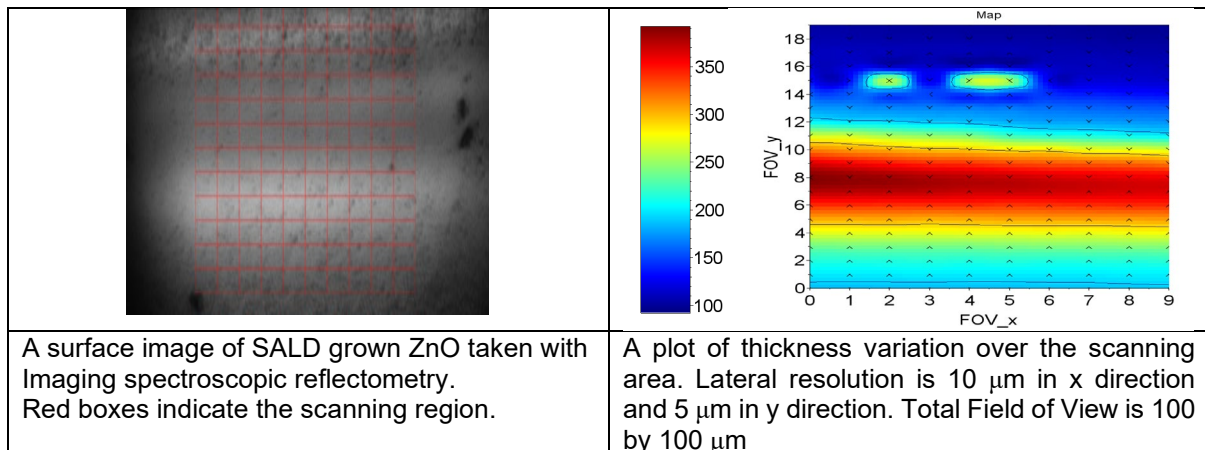 Map
350
300
250
200
150
100
FOV_y
18
16
14
12
10
8
6
4
2
0
0 1 2 3 4 5 6 7 8 9
FOV_x
A surface image of SALD grown ZnO taken with
Imaging spectroscopic reflectometry.
Red boxes indicate the scanning region.
A plot of thickness variation over the scanning
area. Lateral resolution is 10 μm in x direction
and 5 μm in y direction. Total Field of View is 100
by 100 μm